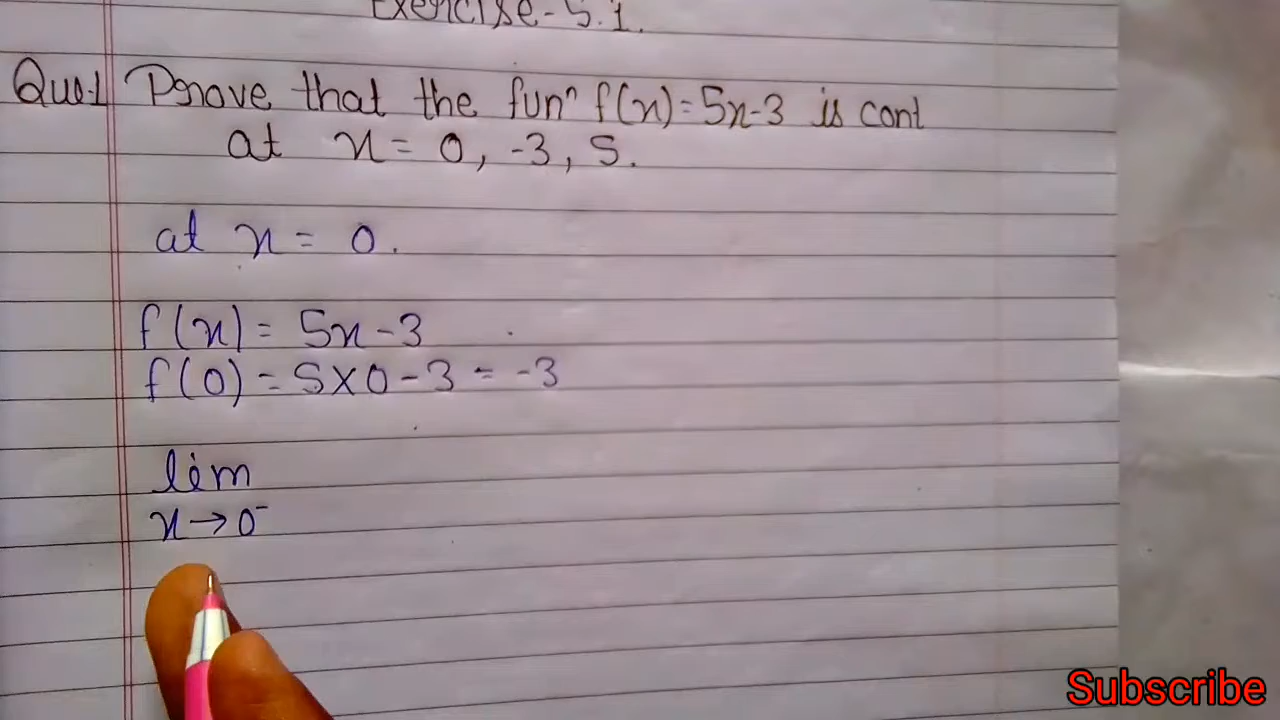 Exercise-5.1.
Que.1 Prove that the funⁿ f(x)=5x-3 is cont
at x = 0, -3, 5.
at x = 0.
f(x) = 5x-3
f(0) = 5×0-3 = -3
lim
x→0⁻
Subscribe